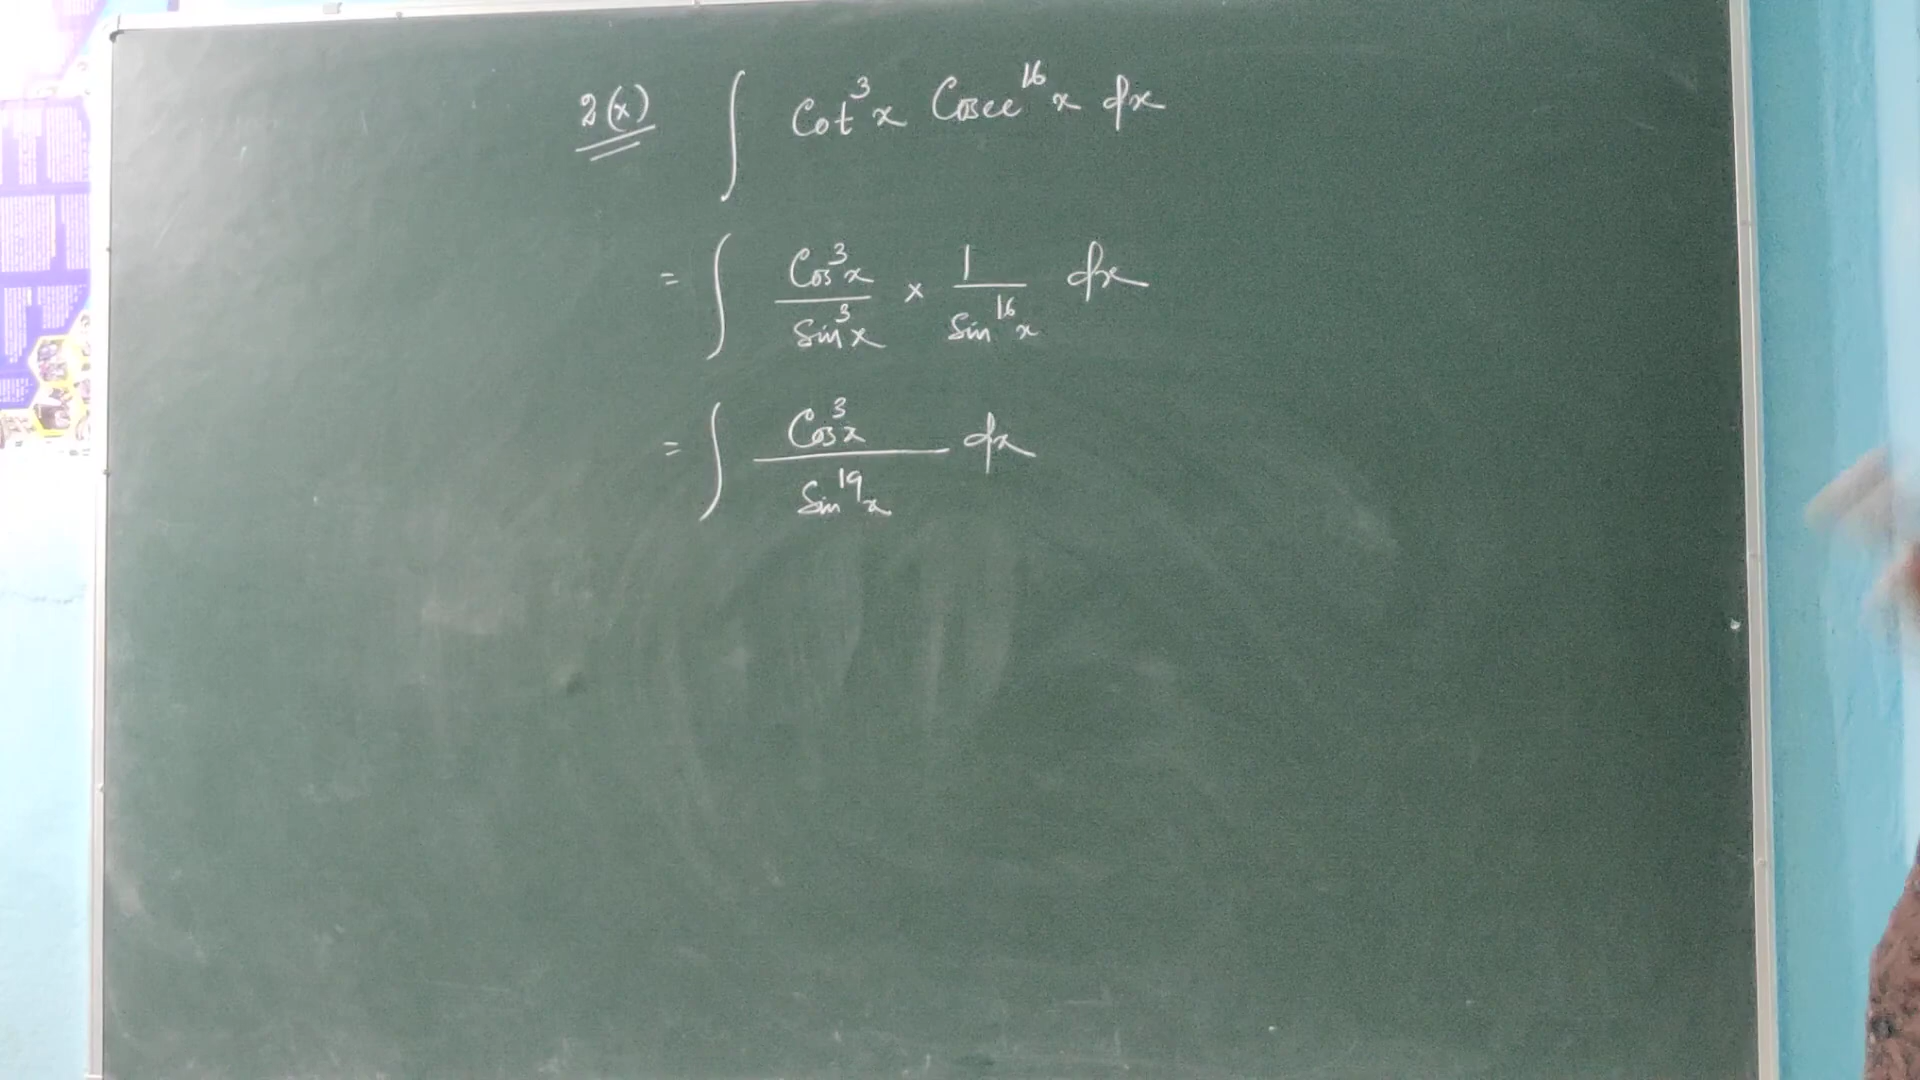 2(x) ∫ Cot³x Cosec¹⁶x dx
= ∫ Cos³x/Sin³x × 1/Sin¹⁶x dx
= ∫ Cos³x/Sin¹⁹x dx